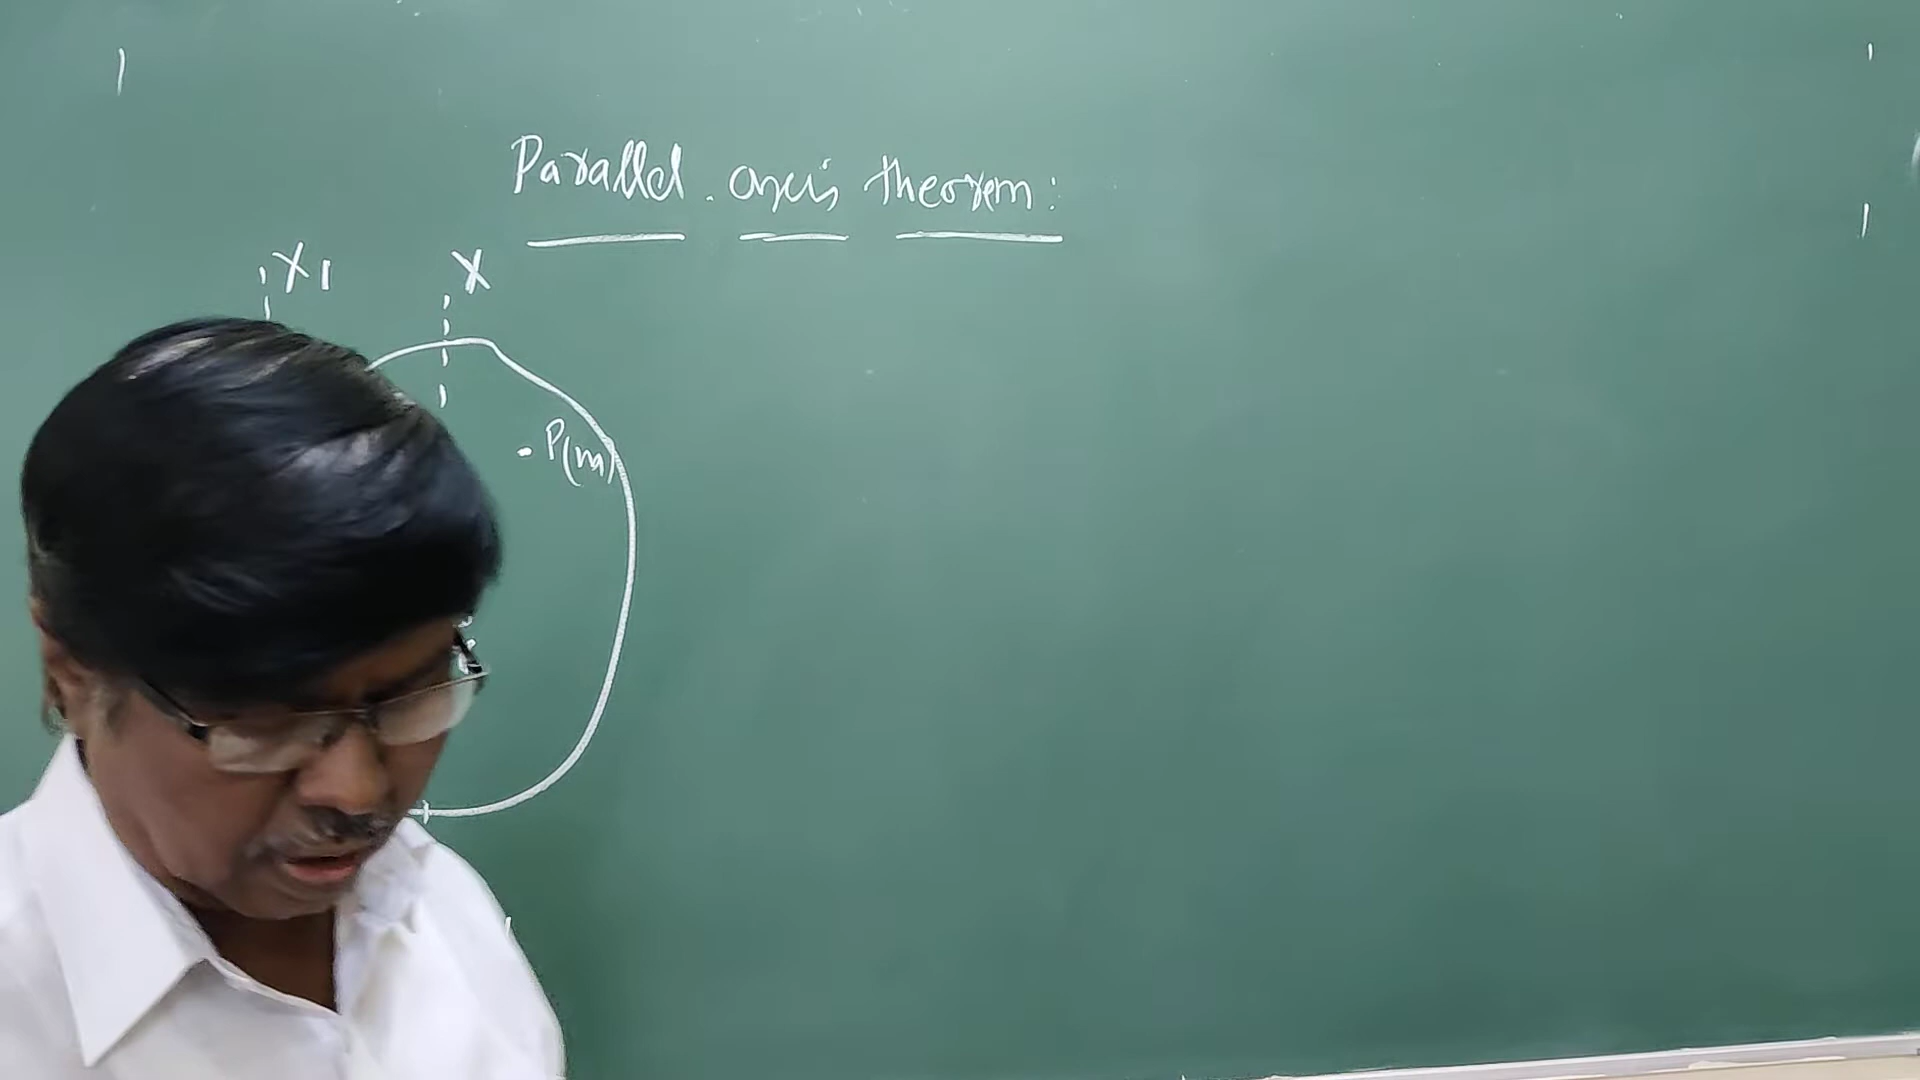 Parallel axis theorem:
X1 X
P(m)